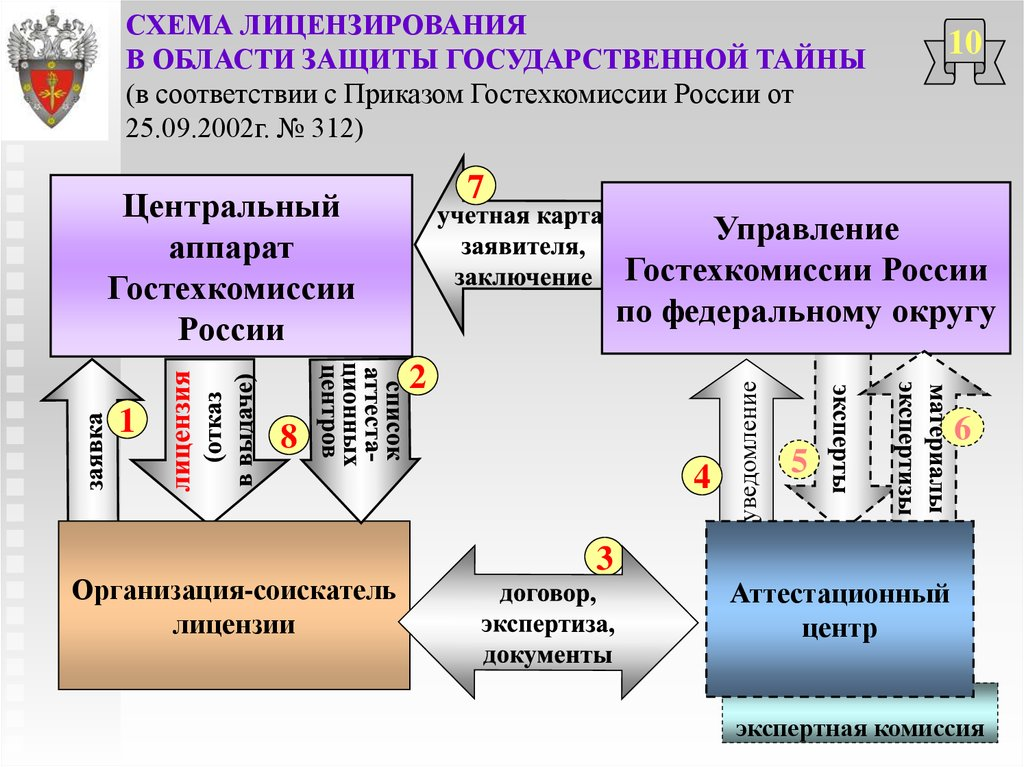 СХЕМА ЛИЦЕНЗИРОВАНИЯ
В ОБЛАСТИ ЗАЩИТЫ ГОСУДАРСТВЕННОЙ ТАЙНЫ
(в соответствии с Приказом Гостехкомиссии России от
25.09.2002г. № 312)
10
Центральный
аппарат
Гостехкомиссии
России
7
учетная карта
заявителя,
заключение
Управление
Гостехкомиссии России
по федеральному округу
заявка
1
лицензия
(отказ
в выдаче)
8
список
аттеста-
ционных
центров
2
4
уведомление
5
эксперты
материалы
экспертизы
6
Организация-соискатель
лицензии
3
договор,
экспертиза,
документы
Аттестационный
центр
экспертная комиссия